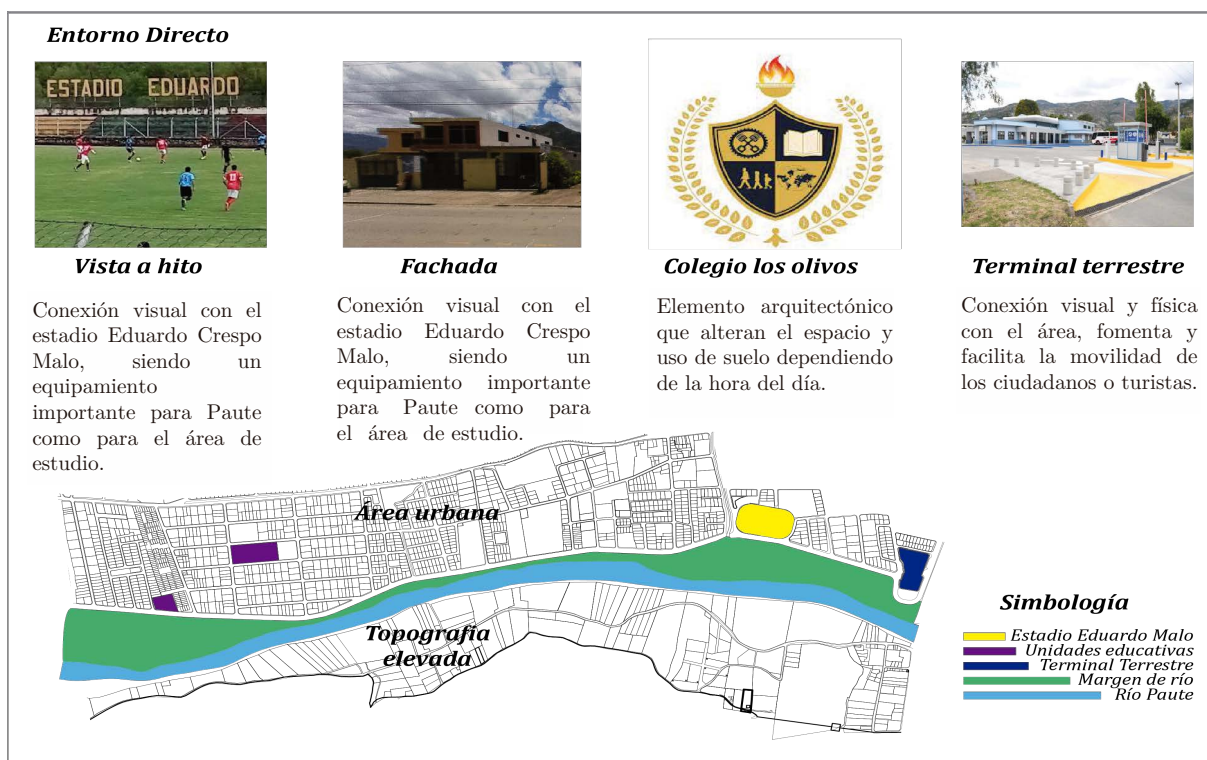 Entorno Directo
ESTADIO EDUARDO
Vista a hito
Conexión visual con el
estadio Eduardo Crespo
Malo, siendo un
equipamiento
importante para Paute
como para el área de
estudio.
Fachada
Conexión visual con el
estadio Eduardo Crespo
Malo, siendo un
equipamiento importante
para Paute como para
el área de estudio.
Colegio los olivos
Elemento arquitectónico
que alteran el espacio y
uso de suelo dependiendo
de la hora del día.
Terminal terrestre
Conexión visual y física
con el área, fomenta y
facilita la movilidad de
los ciudadanos o turistas.
Área urbana
Topografía
elevada
Simbología
Estadio Eduardo Malo
Unidades educativas
Terminal Terrestre
Margen de río
Río Paute